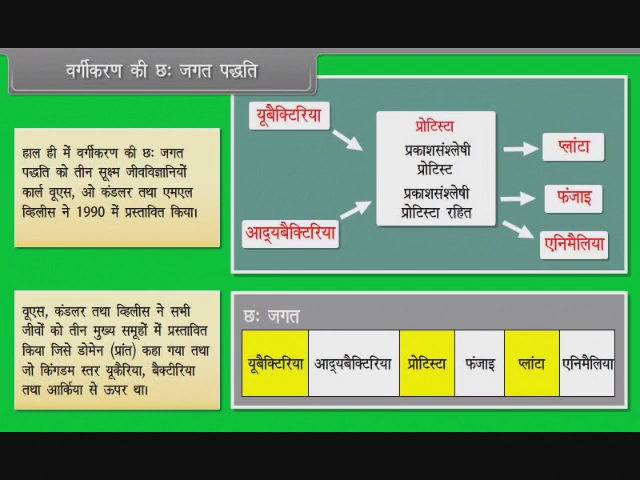 वर्गीकरण की छः जगत पद्धति
हाल ही में वर्गीकरण की छः जगत
पद्धति को तीन सूक्ष्म जीवविज्ञानियों
कार्ल वूएस, ओ कंडलर तथा एमएल
व्हिलीस ने 1990 में प्रस्तावित किया।
यूबैक्टिरिया
आद्यबैक्टिरिया
प्रोटिस्टा
प्रकाशसंश्लेषी
प्रोटिस्ट
प्रकाशसंश्लेषी
प्रोटिस्टा रहित
प्लांटा
फंजाइ
एनिमैलिया
वूएस, कंडलर तथा व्हिलीस ने सभी
जीवों को तीन मुख्य समूहों में प्रस्तावित
किया जिसे डोमेन (प्रांत) कहा गया तथा
जो किंगडम स्तर यूकैरिया, बैक्टीरिया
तथा आर्किया से ऊपर था।
छः जगत
यूबैक्टिरिया आद्यबैक्टिरिया प्रोटिस्टा फंजाइ प्लांटा एनिमैलिया